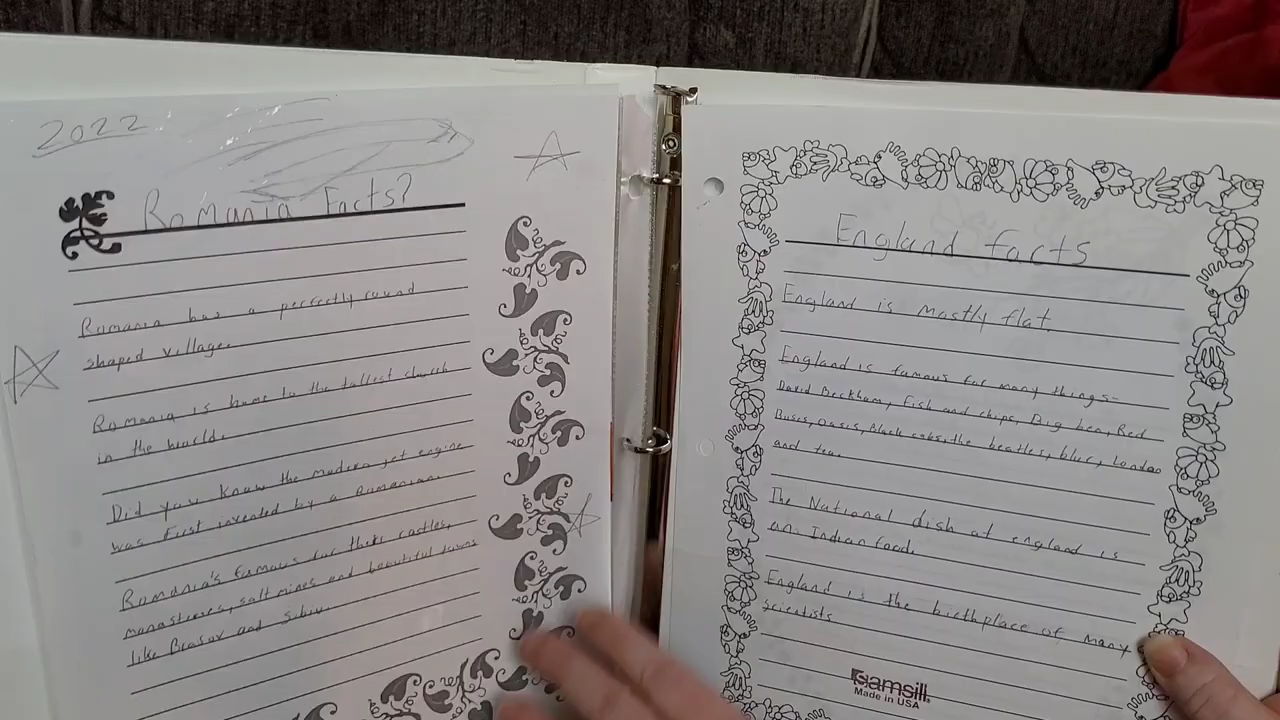 2022
Romania Facts?
Romania has a perfectly round
shaped village.
Romania is home to the tallest church
in the world.
Did you know the modern jet engine
was first invented by a Romanian.
Romania's famous for their castles,
monasteries, salt mines and beautiful towns
like Brasov and Sibiu.
England facts
England is mostly flat.
England is famous for many things-
David Beckham, Fish and chips, Big ben, Red
Buses, oasis, Black cabs, the beatles, blur, London
and tea.
The National dish of england is
an Indian food.
England is the birthplace of many
scientists
Samsill
Made in USA